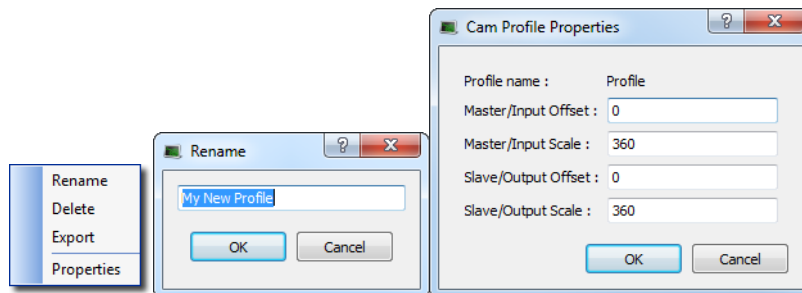 Rename
Delete
Export
Properties
Rename
My New Profile
OK Cancel
Cam Profile Properties
Profile name : Profile
Master/Input Offset : 0
Master/Input Scale : 360
Slave/Output Offset : 0
Slave/Output Scale : 360
OK Cancel